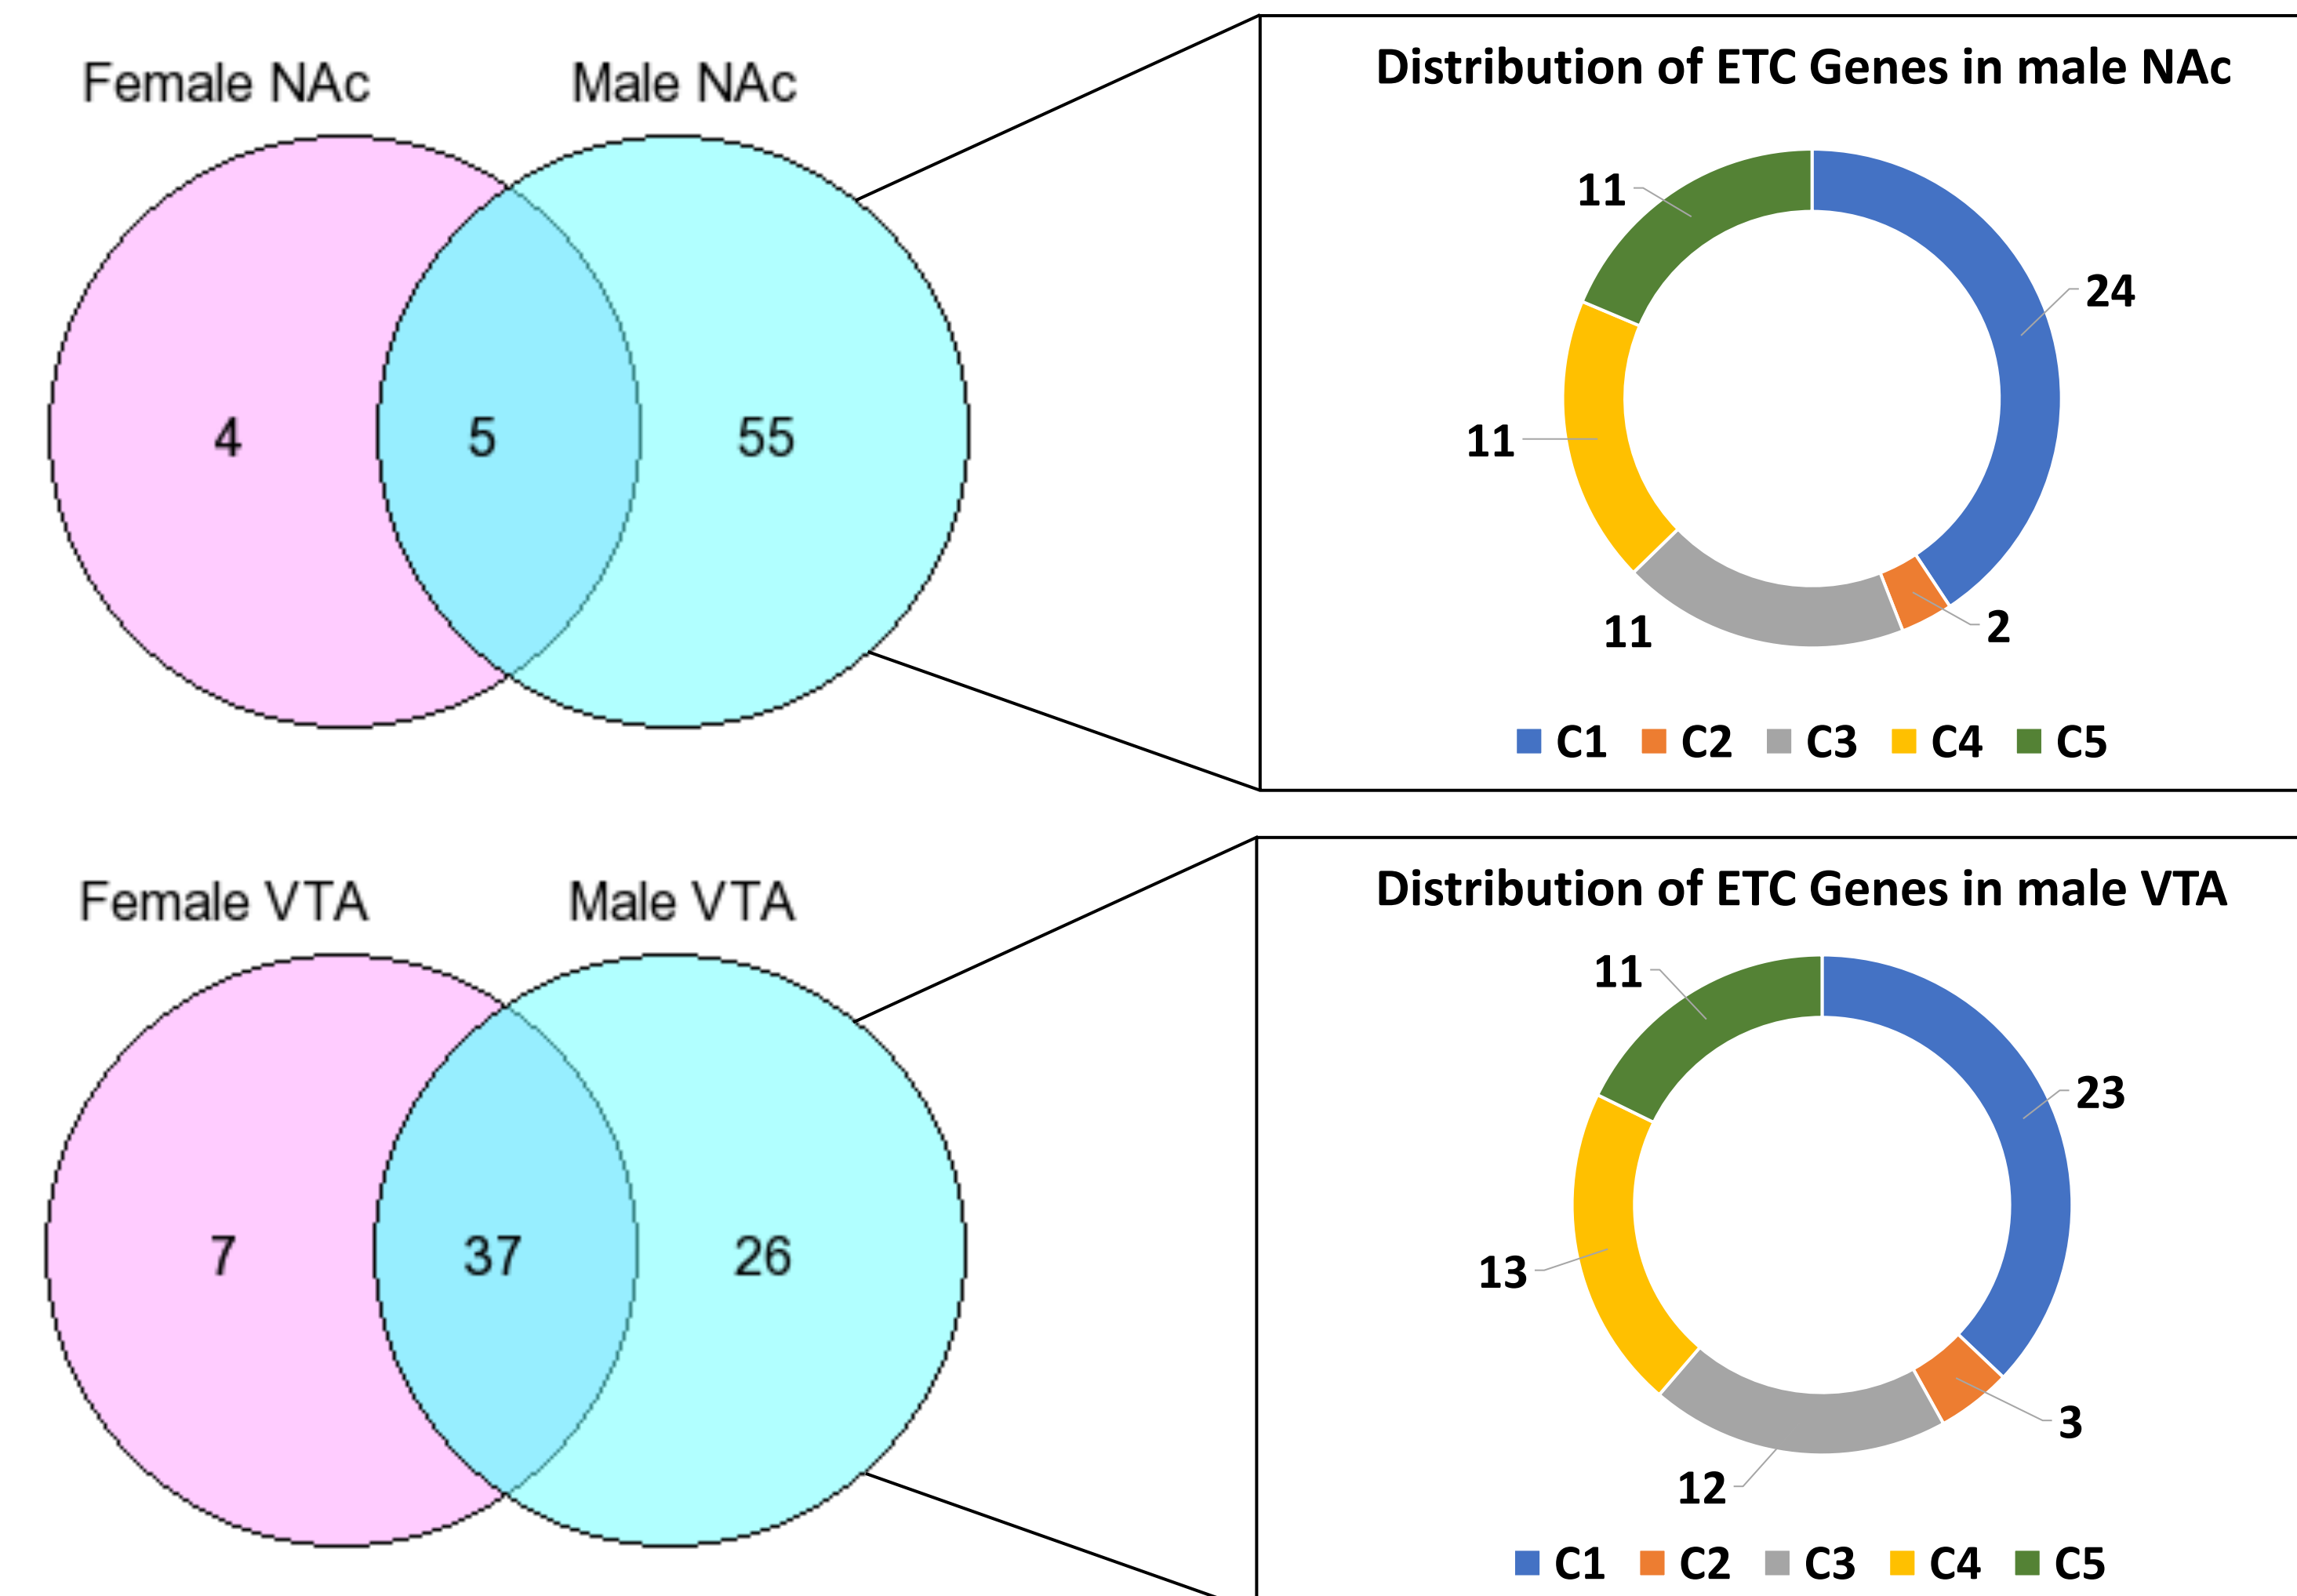 Female NAc Male NAc
4 5 55
Distribution of ETC Genes in male NAc
11
24
11
11
2
C1 C2 C3 C4 C5
Female VTA Male VTA
7 37 26
Distribution of ETC Genes in male VTA
11
23
13
3
12
C1 C2 C3 C4 C5